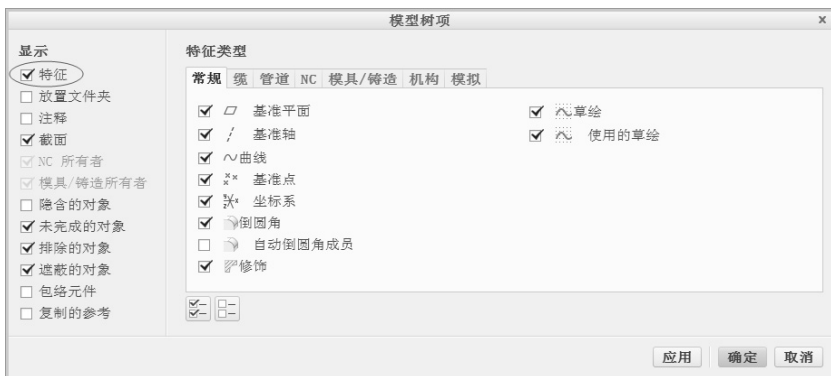 模型树项
显示
特征
放置文件夹
注释
截面
NC 所有者
模具/铸造所有者
隐含的对象
未完成的对象
排除的对象
遮蔽的对象
包络元件
复制的参考
特征类型
常规 缆 管道 NC 模具/铸造 机构 模拟
基准平面
基准轴
曲线
基准点
坐标系
倒圆角
自动倒圆角成员
修饰
草绘
使用的草绘
应用 确定 取消